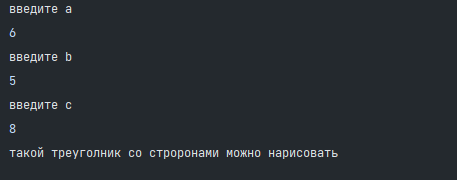 введите a
6
введите b
5
введите c
8
такой треуголник со строронами можно нарисовать